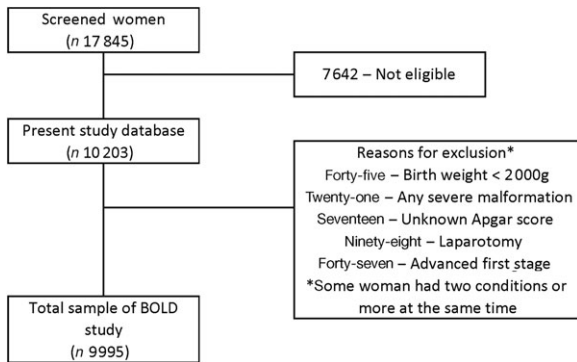 Screened women
(n 17 845)
7642 – Not eligible
Present study database
(n 10 203)
Reasons for exclusion*
Forty-five – Birth weight < 2 000g
Twenty-one – Any severe malformation
Seventeen – Unknown Apgar score
Ninety-eight – Laparotomy
Forty-seven – Advanced first stage
*Some woman had two conditions or
more at the same time
Total sample of BOLD
study
(n 9995)